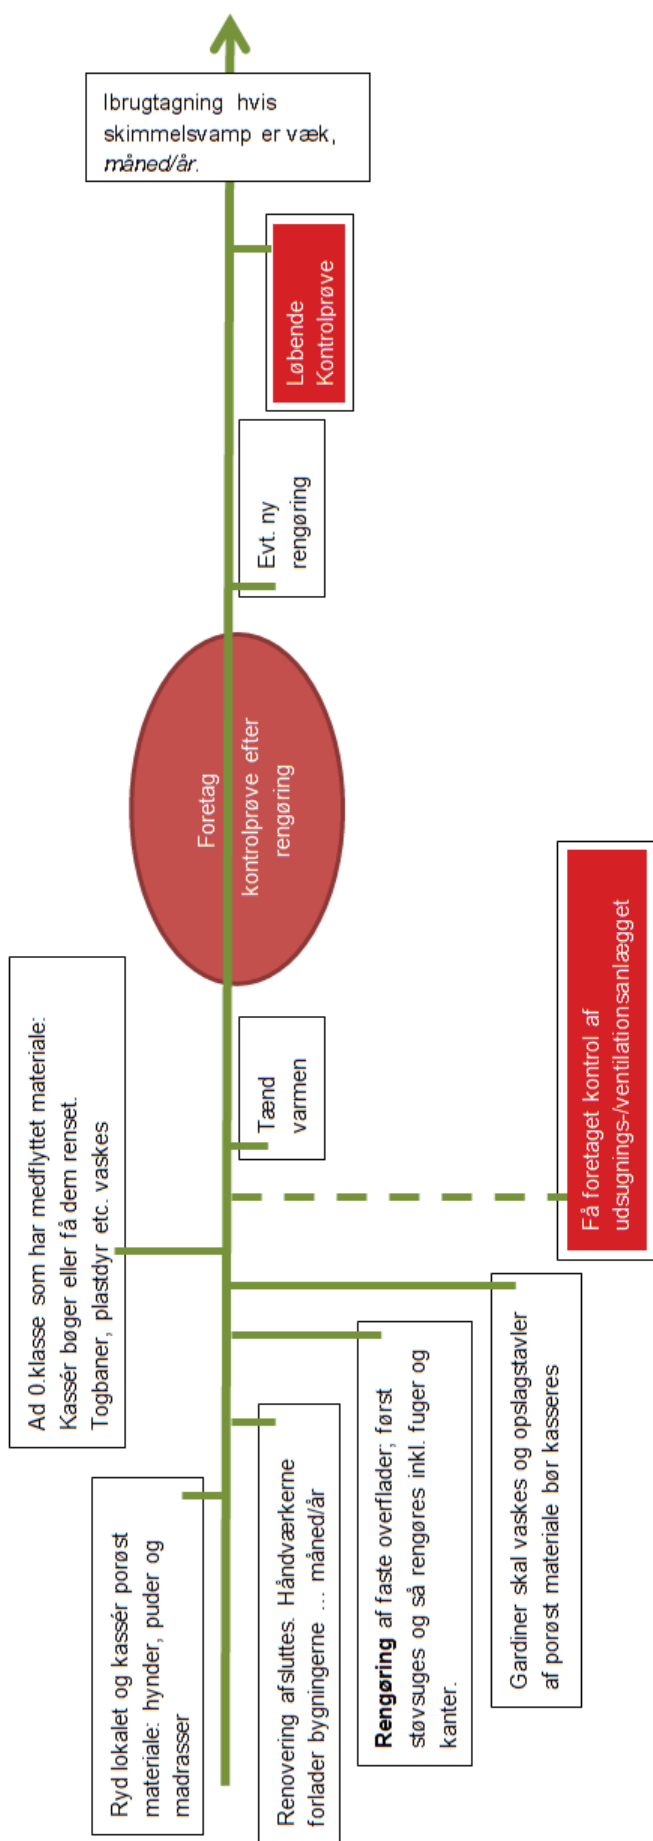 Ryd lokalet og kassér porøst
materiale: hynder, puder og
madrasser
Renovering afsluttes. Håndværkerne
forlader bygningerne ... måned/år
Rengøring af faste overflader; først
støvsuges og så rengøres inkl. fuger og
kanter.
Gardiner skal vaskes og opslagstavler
af porøst materiale bør kasseres
Ad 0.klasse som har medflyttet materiale:
Kassér bøger eller få dem renset.
Togbaner, plastdyr etc. vaskes
Få foretaget kontrol af
udsugnings-/ventilationsanlægget
Tænd
varmen
Foretag
kontrolprøve efter
rengøring
Evt. ny
rengøring
Løbende
Kontrolprøve
Ibrugtagning hvis
skimmelsvamp er væk,
måned/år.